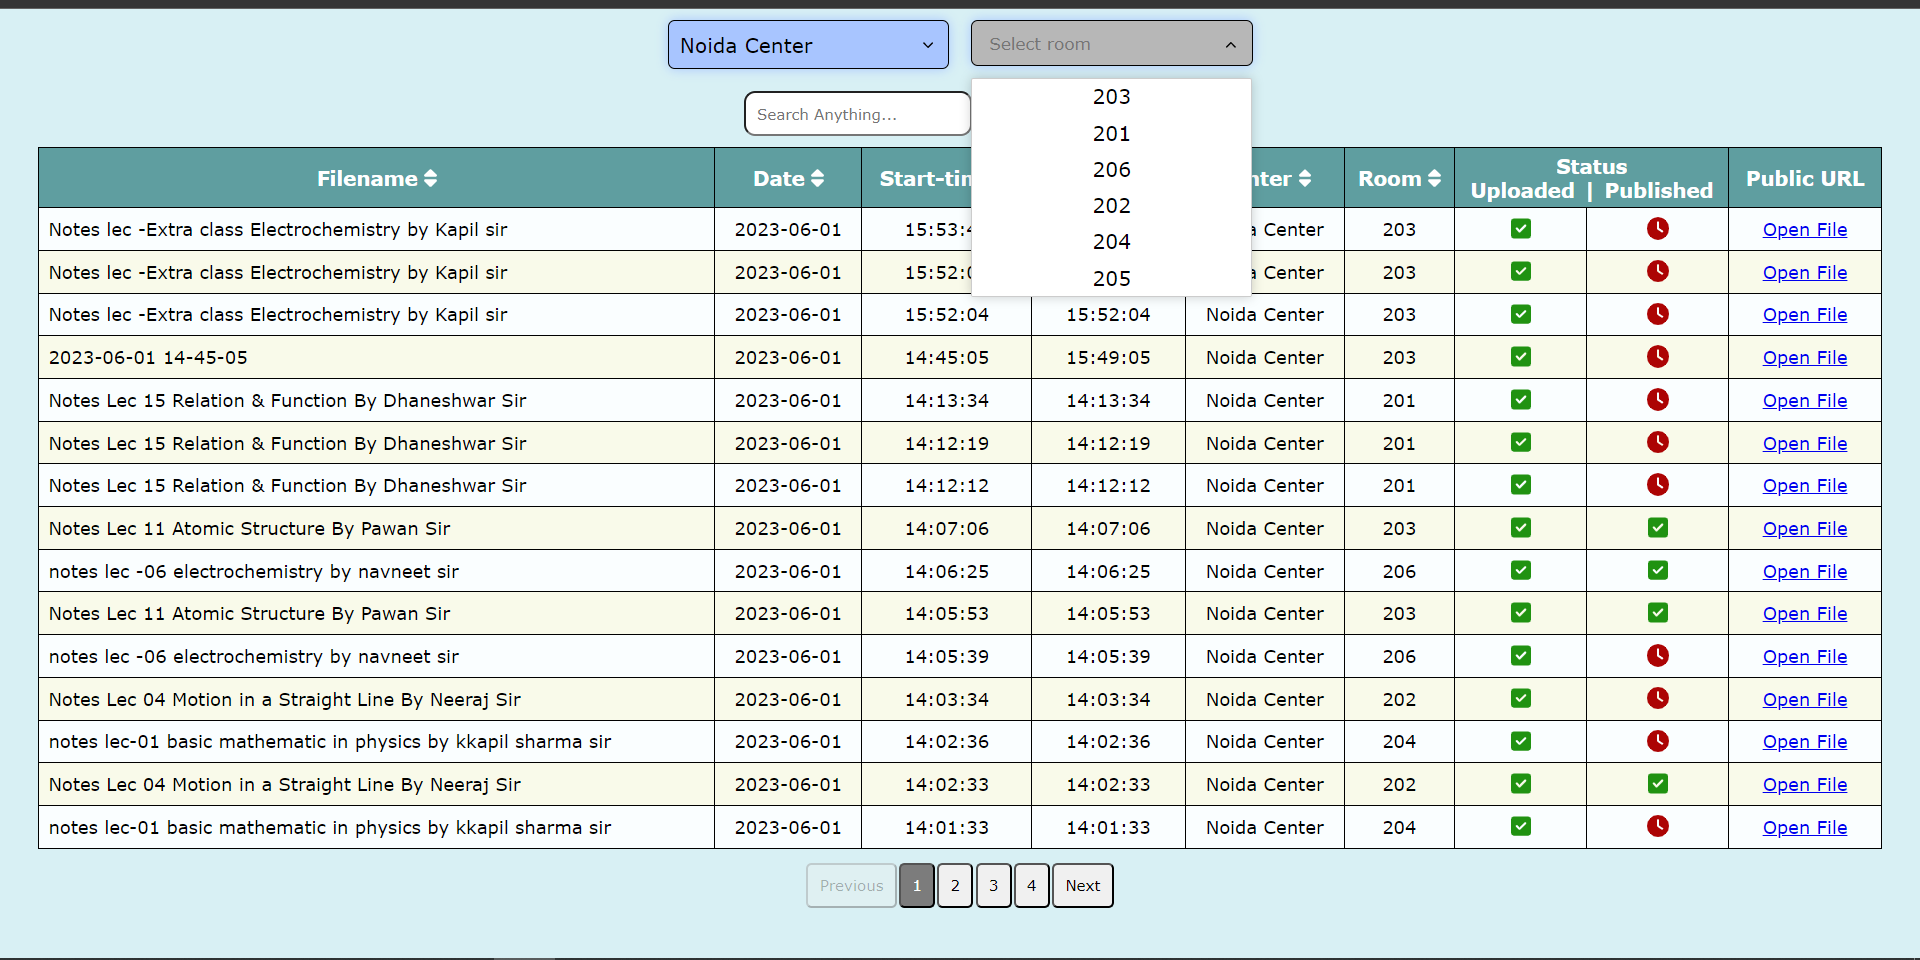 Noida Center
Select room
203
201
206
202
204
205
Search Anything...
Filename Date Room Status Public URL
Uploaded | Published
Notes lec -Extra class Electrochemistry by Kapil sir 2023-06-01 Center 203 Open File
Notes lec -Extra class Electrochemistry by Kapil sir 2023-06-01 Center 203 Open File
Notes lec -Extra class Electrochemistry by Kapil sir 2023-06-01 15:52:04 15:52:04 Noida Center 203 Open File
2023-06-01 14-45-05 2023-06-01 14:45:05 15:49:05 Noida Center 203 Open File
Notes Lec 15 Relation & Function By Dhaneshwar Sir 2023-06-01 14:13:34 14:13:34 Noida Center 201 Open File
Notes Lec 15 Relation & Function By Dhaneshwar Sir 2023-06-01 14:12:19 14:12:19 Noida Center 201 Open File
Notes Lec 15 Relation & Function By Dhaneshwar Sir 2023-06-01 14:12:12 14:12:12 Noida Center 201 Open File
Notes Lec 11 Atomic Structure By Pawan Sir 2023-06-01 14:07:06 14:07:06 Noida Center 203 Open File
notes lec -06 electrochemistry by navneet sir 2023-06-01 14:06:25 14:06:25 Noida Center 206 Open File
Notes Lec 11 Atomic Structure By Pawan Sir 2023-06-01 14:05:53 14:05:53 Noida Center 203 Open File
notes lec -06 electrochemistry by navneet sir 2023-06-01 14:05:39 14:05:39 Noida Center 206 Open File
Notes Lec 04 Motion in a Straight Line By Neeraj Sir 2023-06-01 14:03:34 14:03:34 Noida Center 202 Open File
notes lec-01 basic mathematic in physics by kkapil sharma sir 2023-06-01 14:02:36 14:02:36 Noida Center 204 Open File
Notes Lec 04 Motion in a Straight Line By Neeraj Sir 2023-06-01 14:02:33 14:02:33 Noida Center 202 Open File
notes lec-01 basic mathematic in physics by kkapil sharma sir 2023-06-01 14:01:33 14:01:33 Noida Center 204 Open File
Previous 1 2 3 4 Next